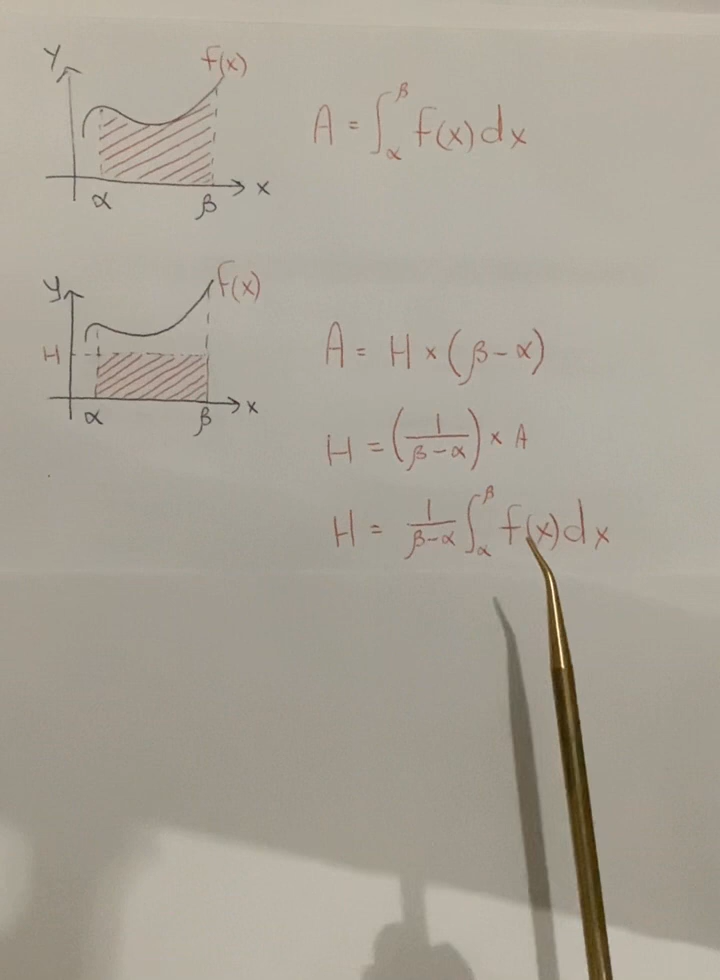 y f(x)
A = ∫_α^β f(x) dx
α β x
y f(x)
H
A = H × (β - α)
α β x
H = (1/(β-α)) × A
H = 1/(β-α) ∫_α^β f(x) dx